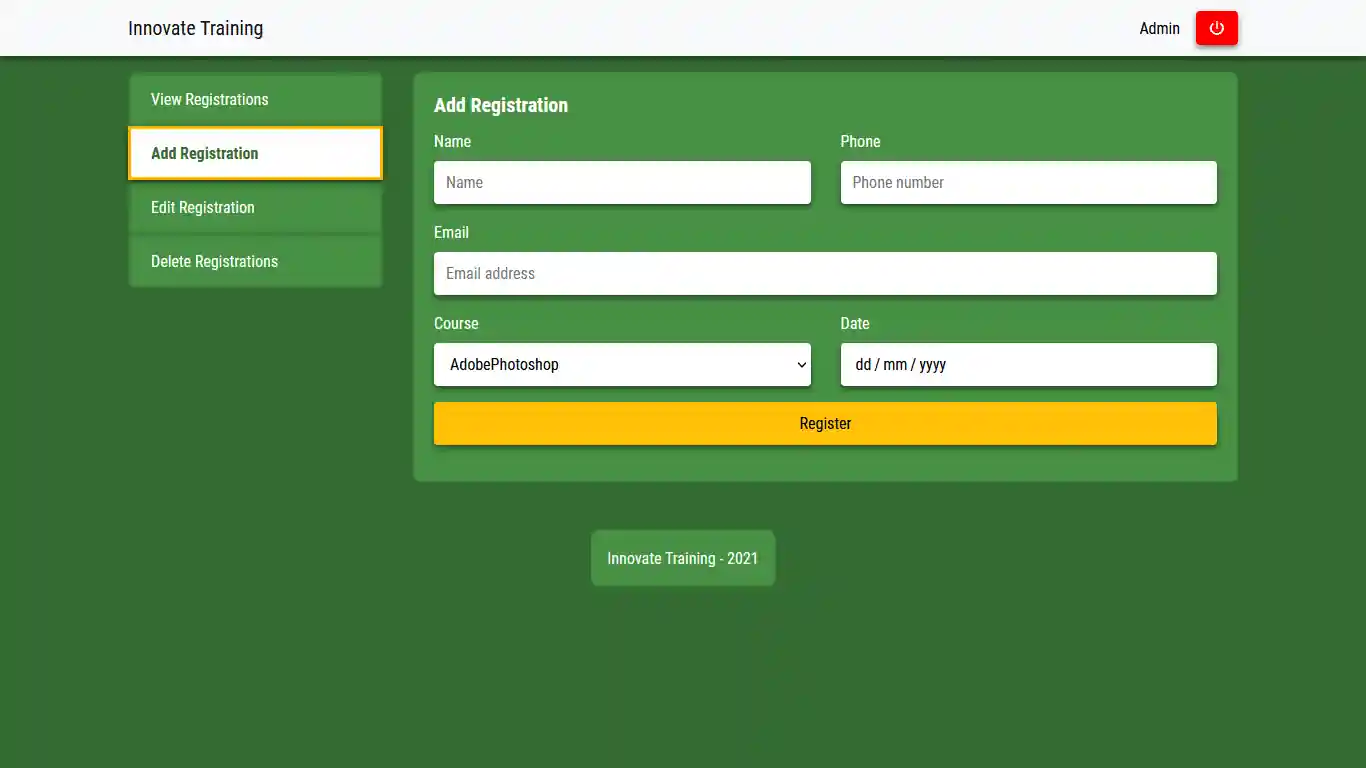 Innovate Training
Admin
View Registrations
Add Registration
Edit Registration
Delete Registrations
Add Registration
Name
Phone
Name
Phone number
Email
Email address
Course
Date
AdobePhotoshop
dd / mm / yyyy
Register
Innovate Training - 2021